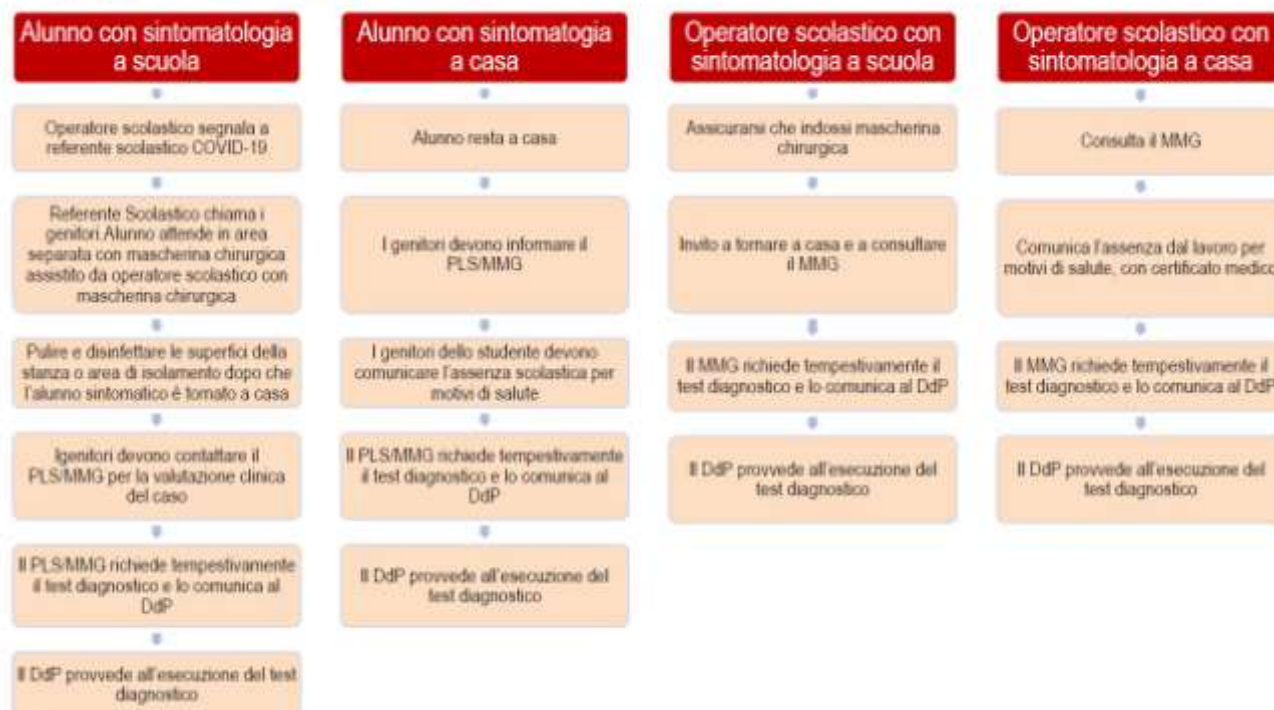 Alunno con sintomatologia
a scuola
Operatore scolastico segnala a
referente scolastico COVID-19
Referente Scolastico chiama i
genitori.Alunno attende in area
separata con mascherina chirurgica
assistito da operatore scolastico con
mascherina chirurgica
Pulire e disinfettare le superfici della
stanza o area di isolamento dopo che
l'alunno sintomatico è tornato a casa
Igenitori devono contattare il
PLS/MMG per la valutazione clinica
del caso
Il PLS/MMG richiede tempestivamente
il test diagnostico e lo comunica al
DdP
Il DdP provvede all'esecuzione del test
diagnostico
Alunno con sintomatogia
a casa
Alunno resta a casa
I genitori devono informare il
PLS/MMG
I genitori dello studente devono
comunicare l'assenza scolastica per
motivi di salute
Il PLS/MMG richiede tempestivamente
il test diagnostico e lo comunica al
DdP
Il DdP provvede all'esecuzione del
test diagnostico
Operatore scolastico con
sintomatologia a scuola
Assicurarsi che indossi mascherina
chirurgica
Invito a tornare a casa e a consultare
il MMG
Il MMG richiede tempestivamente il
test diagnostico e lo comunica al DdP
Il DdP provvede all'esecuzione del
test diagnostico
Operatore scolastico con
sintomatologia a casa
Consulta il MMG
Comunica l'assenza dal lavoro per
motivi di salute, con certificato medico
Il MMG richiede tempestivamente il
test diagnostico e lo comunica al DdP
Il DdP provvede all'esecuzione del
test diagnostico